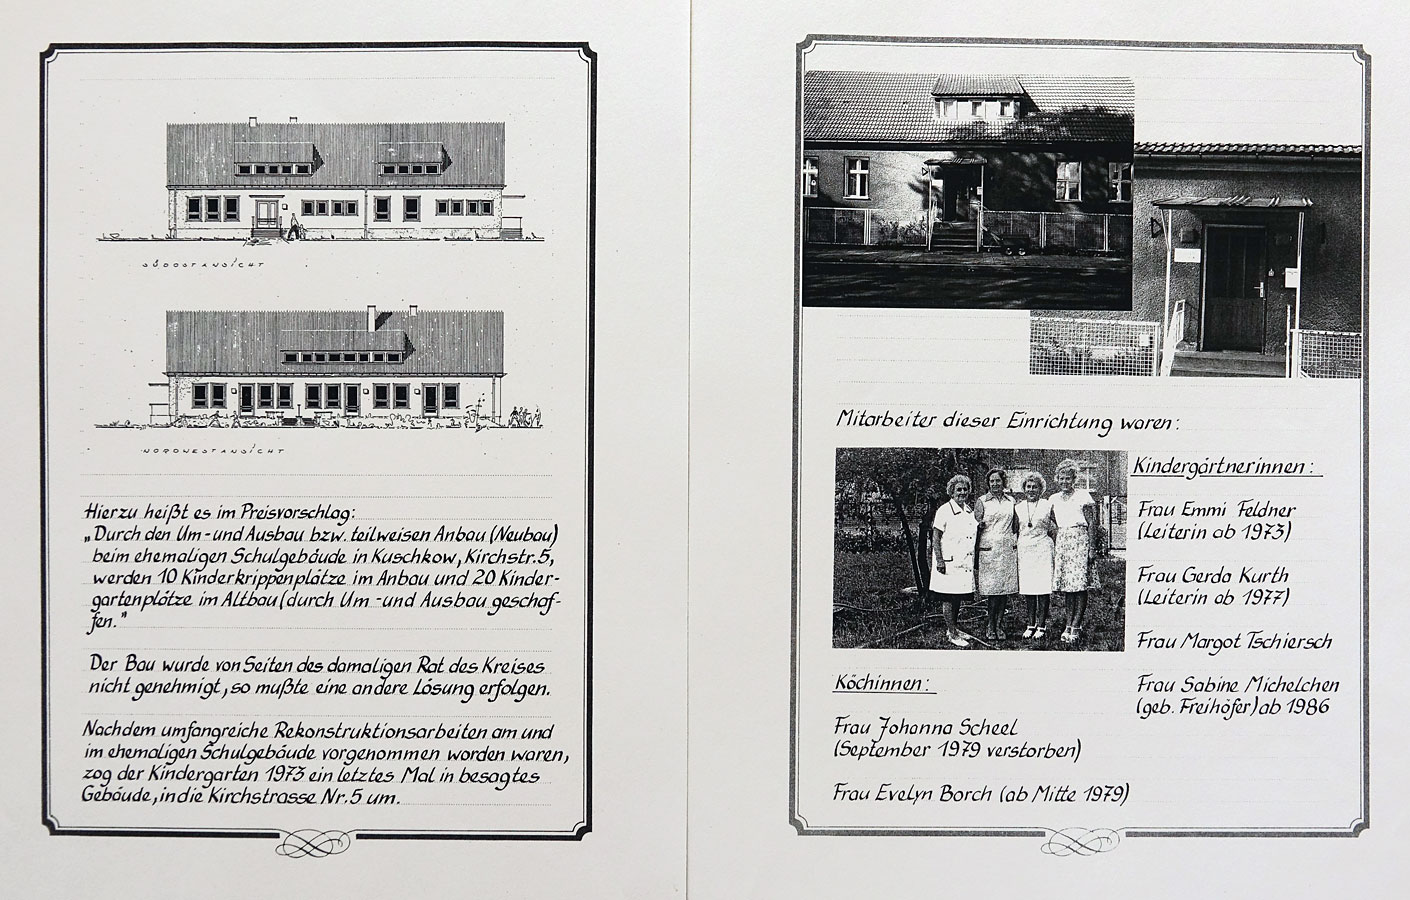 SÜDOSTANSICHT
NORDWESTANSICHT
Hierzu heißt es im Preisvorschlag:
„Durch den Um-und Ausbau bzw. teilweisen Anbau (Neubau)
beim ehemaligen Schulgebäude in Kuschkow, Kirchstr. 5,
werden 10 Kinderkrippenplätze im Anbau und 20 Kinder-
gartenplätze im Altbau (durch Um-und Ausbau geschaf-
fen."
Der Bau wurde von Seiten des damaligen Rat des Kreises
nicht genehmigt, so mußte eine andere Lösung erfolgen.
Nachdem umfangreiche Rekonstruktionsarbeiten am und
im ehemaligen Schulgebäude vorgenommen worden waren,
zog der Kindergarten 1973 ein letztes Mal in besagtes
Gebäude, in die Kirchstrasse Nr. 5 um.
Mitarbeiter dieser Einrichtung waren:
Kindergärtnerinnen:
Frau Emmi Feldner
(Leiterin ab 1973)
Frau Gerda Kurth
(Leiterin ab 1977)
Frau Margot Tschiersch
Frau Sabine Michelchen
(geb. Freihöfer) ab 1986
Köchinnen:
Frau Johanna Scheel
(September 1979 verstorben)
Frau Evelyn Borch (ab Mitte 1979)